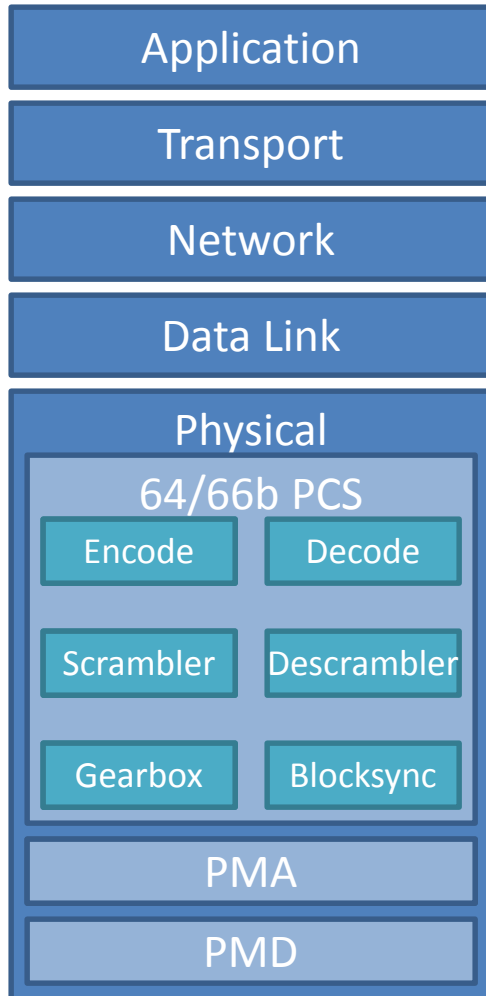 Application
Transport
Network
Data Link
Physical
64/66b PCS
Encode
Decode
Scrambler
Descrambler
Gearbox
Blocksync
PMA
PMD